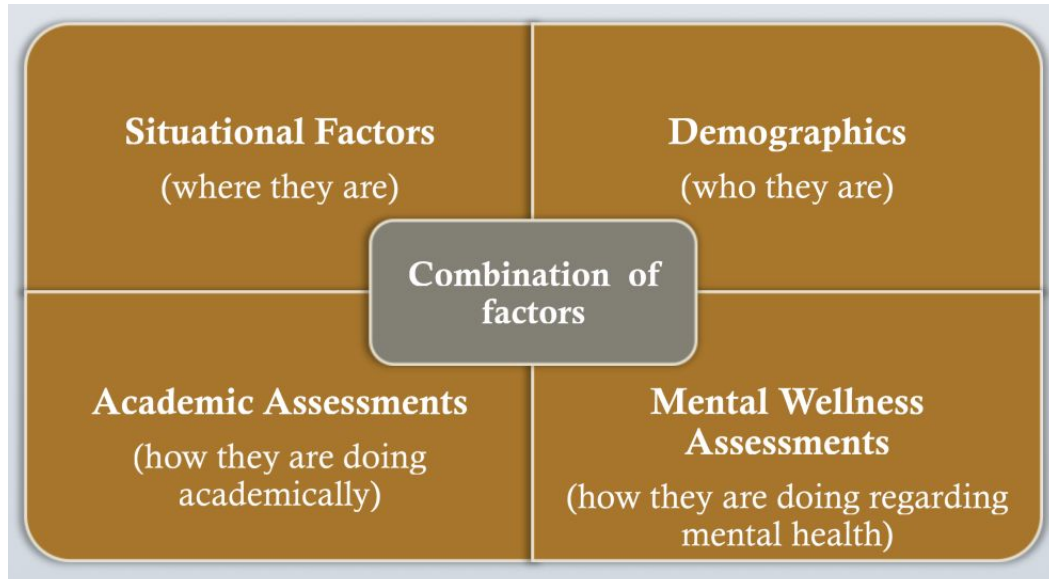 Situational Factors
(where they are)
Demographics
(who they are)
Combination of
factors
Academic Assessments
(how they are doing
academically)
Mental Wellness
Assessments
(how they are doing regarding
mental health)